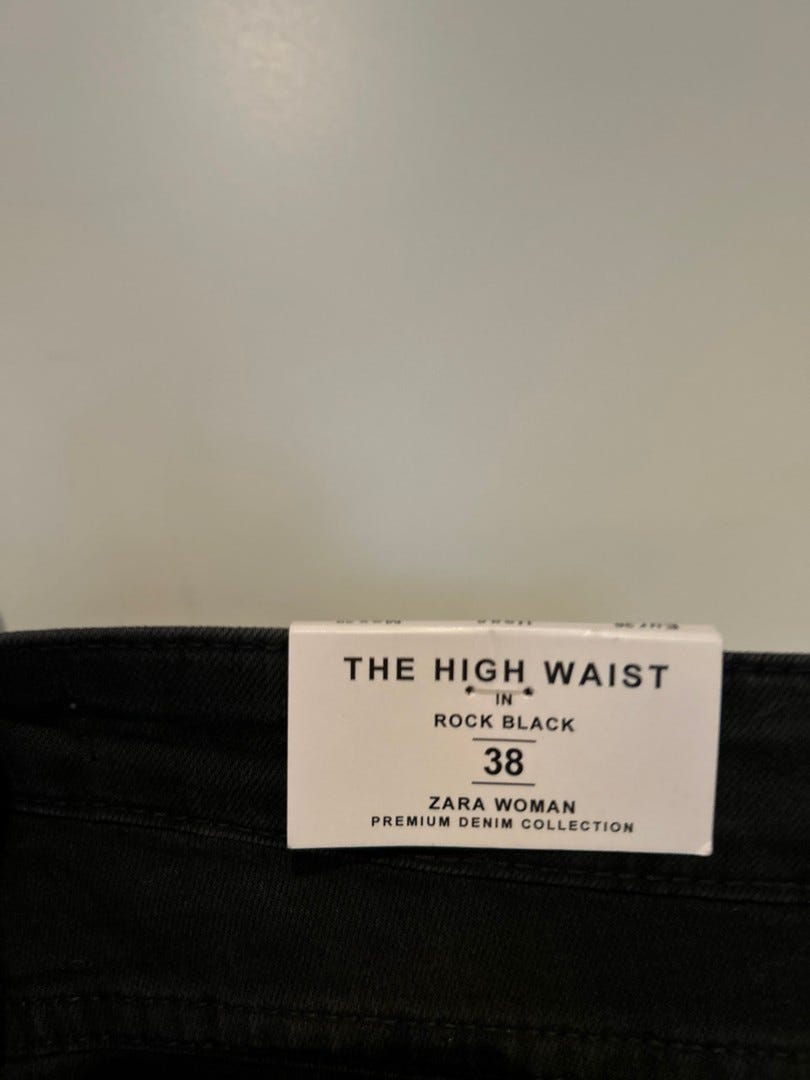 THE HIGH WAIST
IN
ROCK BLACK
38
ZARA WOMAN
PREMIUM DENIM COLLECTION